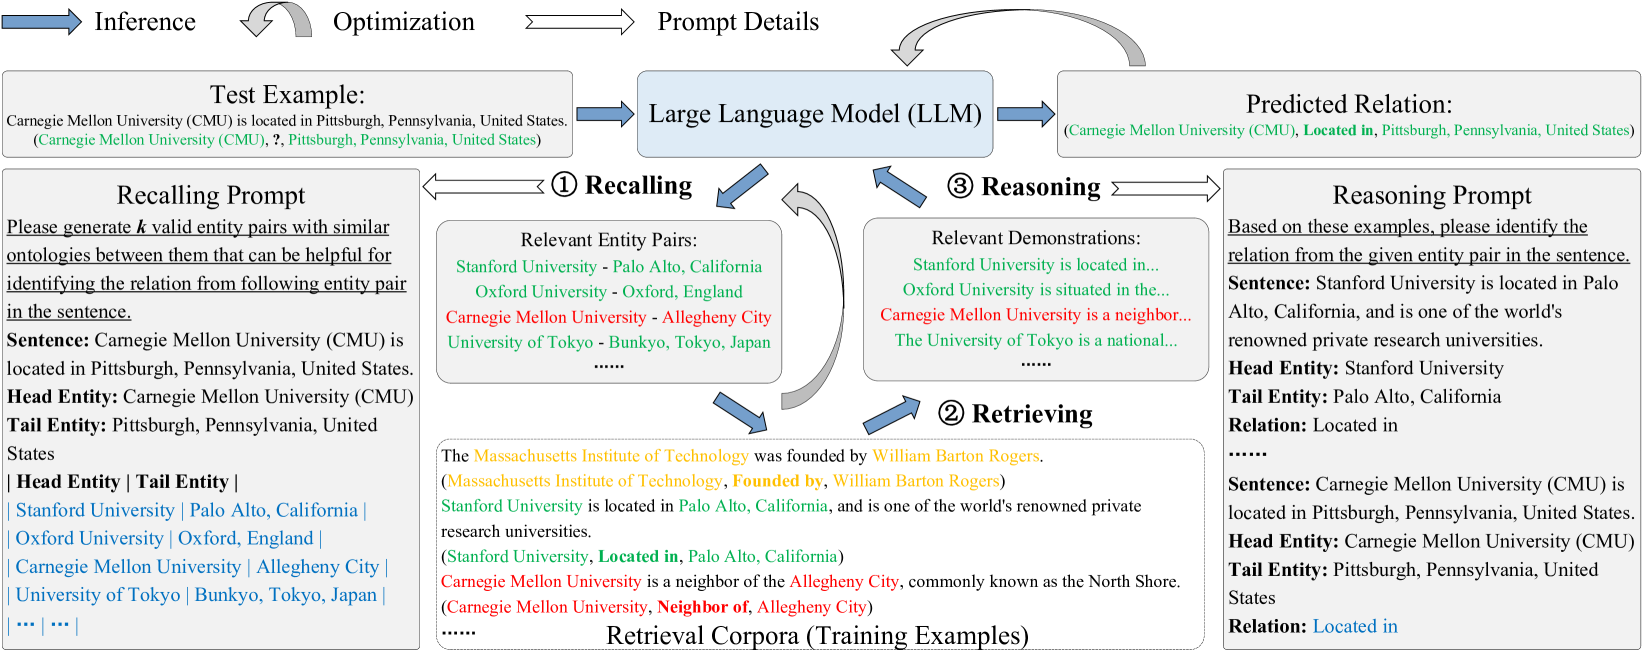 Inference
Optimization
Prompt Details
Test Example:
Carnegie Mellon University (CMU) is located in Pittsburgh, Pennsylvania, United States.
(Carnegie Mellon University (CMU), ?, Pittsburgh, Pennsylvania, United States)
Large Language Model (LLM)
Predicted Relation:
(Carnegie Mellon University (CMU), Located in, Pittsburgh, Pennsylvania, United States)
Recalling Prompt
Please generate k valid entity pairs with similar
ontologies between them that can be helpful for
identifying the relation from following entity pair
in the sentence.
Sentence: Carnegie Mellon University (CMU) is
located in Pittsburgh, Pennsylvania, United States.
Head Entity: Carnegie Mellon University (CMU)
Tail Entity: Pittsburgh, Pennsylvania, United
States
| Head Entity | Tail Entity |
| Stanford University | Palo Alto, California |
| Oxford University | Oxford, England |
| Carnegie Mellon University | Allegheny City |
| University of Tokyo | Bunkyo, Tokyo, Japan |
| ··· | ··· |
① Recalling
Relevant Entity Pairs:
Stanford University - Palo Alto, California
Oxford University - Oxford, England
Carnegie Mellon University - Allegheny City
University of Tokyo - Bunkyo, Tokyo, Japan
······
③ Reasoning
Relevant Demonstrations:
Stanford University is located in...
Oxford University is situated in the...
Carnegie Mellon University is a neighbor...
The University of Tokyo is a national...
······
② Retrieving
The Massachusetts Institute of Technology was founded by William Barton Rogers.
(Massachusetts Institute of Technology, Founded by, William Barton Rogers)
Stanford University is located in Palo Alto, California, and is one of the world's renowned private
research universities.
(Stanford University, Located in, Palo Alto, California)
Carnegie Mellon University is a neighbor of the Allegheny City, commonly known as the North Shore.
(Carnegie Mellon University, Neighbor of, Allegheny City)
······
Retrieval Corpora (Training Examples)
Reasoning Prompt
Based on these examples, please identify the
relation from the given entity pair in the sentence.
Sentence: Stanford University is located in Palo
Alto, California, and is one of the world's
renowned private research universities.
Head Entity: Stanford University
Tail Entity: Palo Alto, California
Relation: Located in
······
Sentence: Carnegie Mellon University (CMU) is
located in Pittsburgh, Pennsylvania, United States.
Head Entity: Carnegie Mellon University (CMU)
Tail Entity: Pittsburgh, Pennsylvania, United
States
Relation: Located in